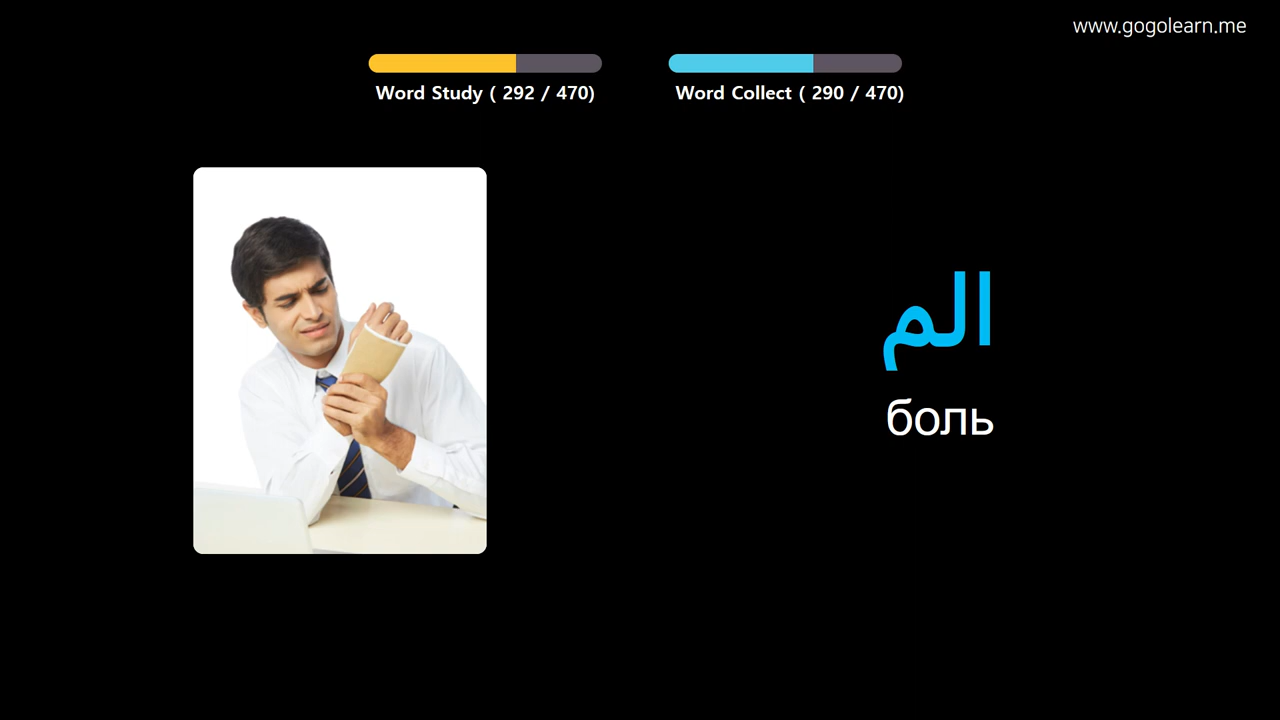 www.gogolearn.me
Word Study ( 292 / 470)
Word Collect ( 290 / 470)
الم
боль